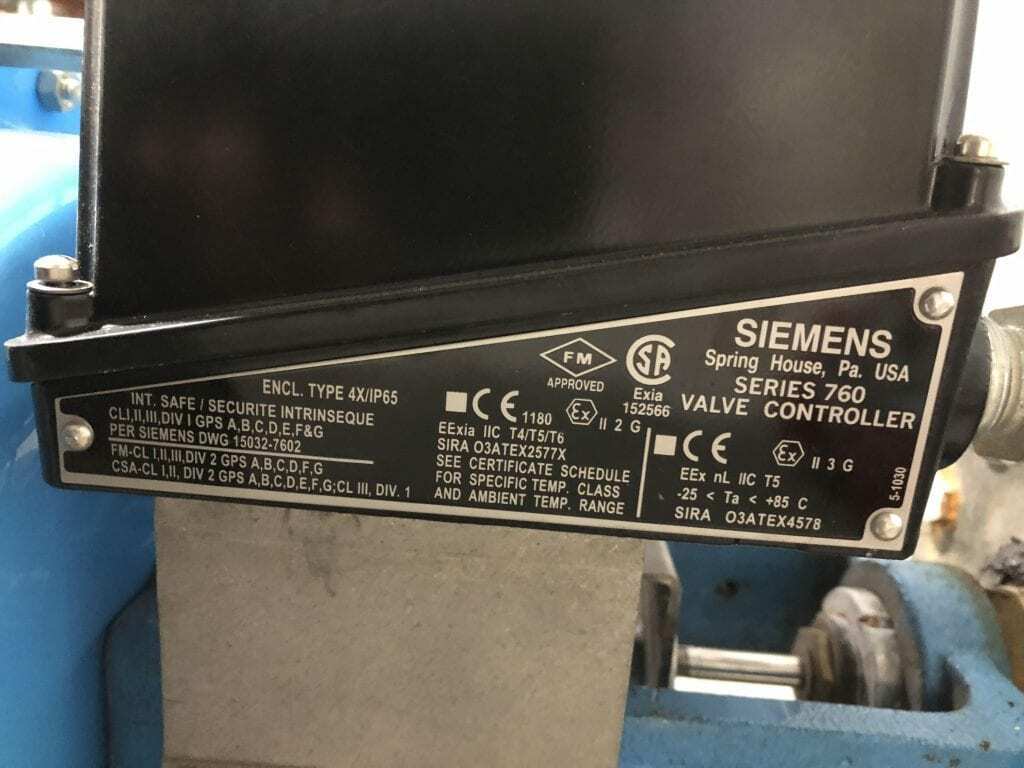 ENCL. TYPE 4X/IP65
INT. SAFE / SECURITE INTRINSEQUE
CLI,II,III,DIV I GPS A,B,C,D,E,F&G
PER SIEMENS DWG 15032-7602
FM-CL I,II,III,DIV 2 GPS A,B,C,D,F,G
CSA-CL I,II, DIV 2 GPS A,B,C,D,E,F,G;CL III, DIV. 1
FM
APPROVED
SA
Exia
152566
CE 1180 Ex II 2 G
EExia IIC T4/T5/T6
SIRA O3ATEX2577X
SEE CERTIFICATE SCHEDULE
FOR SPECIFIC TEMP. CLASS
AND AMBIENT TEMP. RANGE
SIEMENS
Spring House, Pa. USA
SERIES 760
VALVE CONTROLLER
CE Ex II 3 G
EEx nL IIC T5
-25 < Ta < +85 C
SIRA O3ATEX4578
5-1030